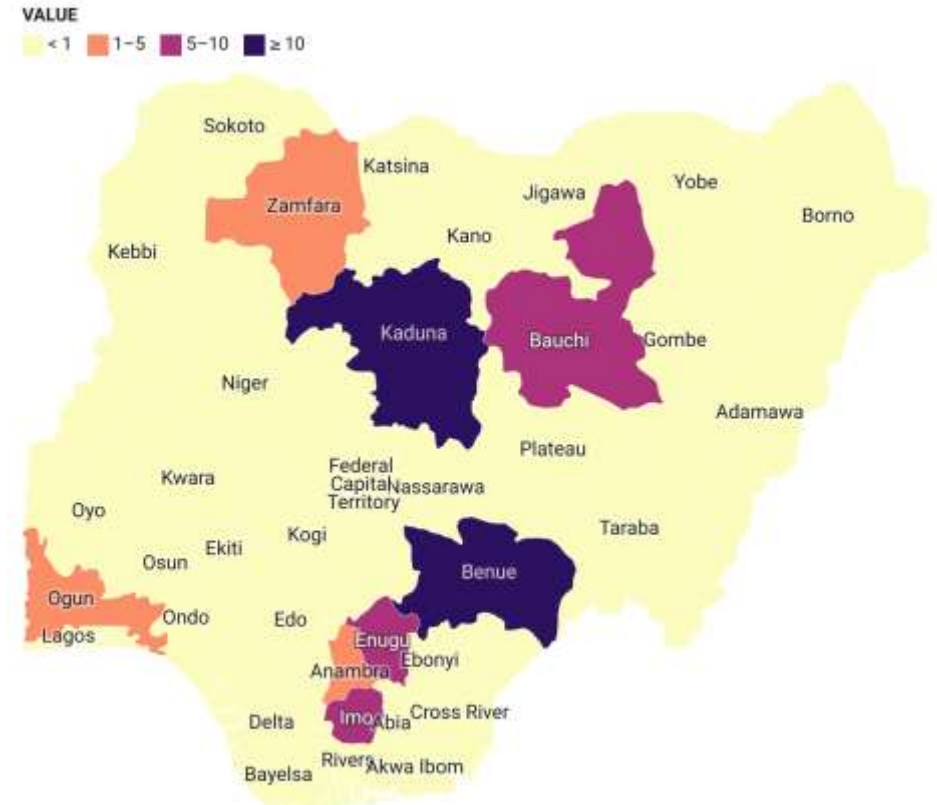 VALUE
< 1 1–5 5–10 ≥ 10
Sokoto
Katsina
Zamfara
Jigawa
Yobe
Borno
Kano
Kebbi
Kaduna
Bauchi
Gombe
Niger
Adamawa
Plateau
Federal
Capital
Territory
Nassarawa
Kwara
Oyo
Taraba
Kogi
Ekiti
Osun
Benue
Ogun
Ondo
Edo
Lagos
Enugu
Ebonyi
Anambra
Imo
Abia
Cross River
Delta
Rivers
Akwa Ibom
Bayelsa